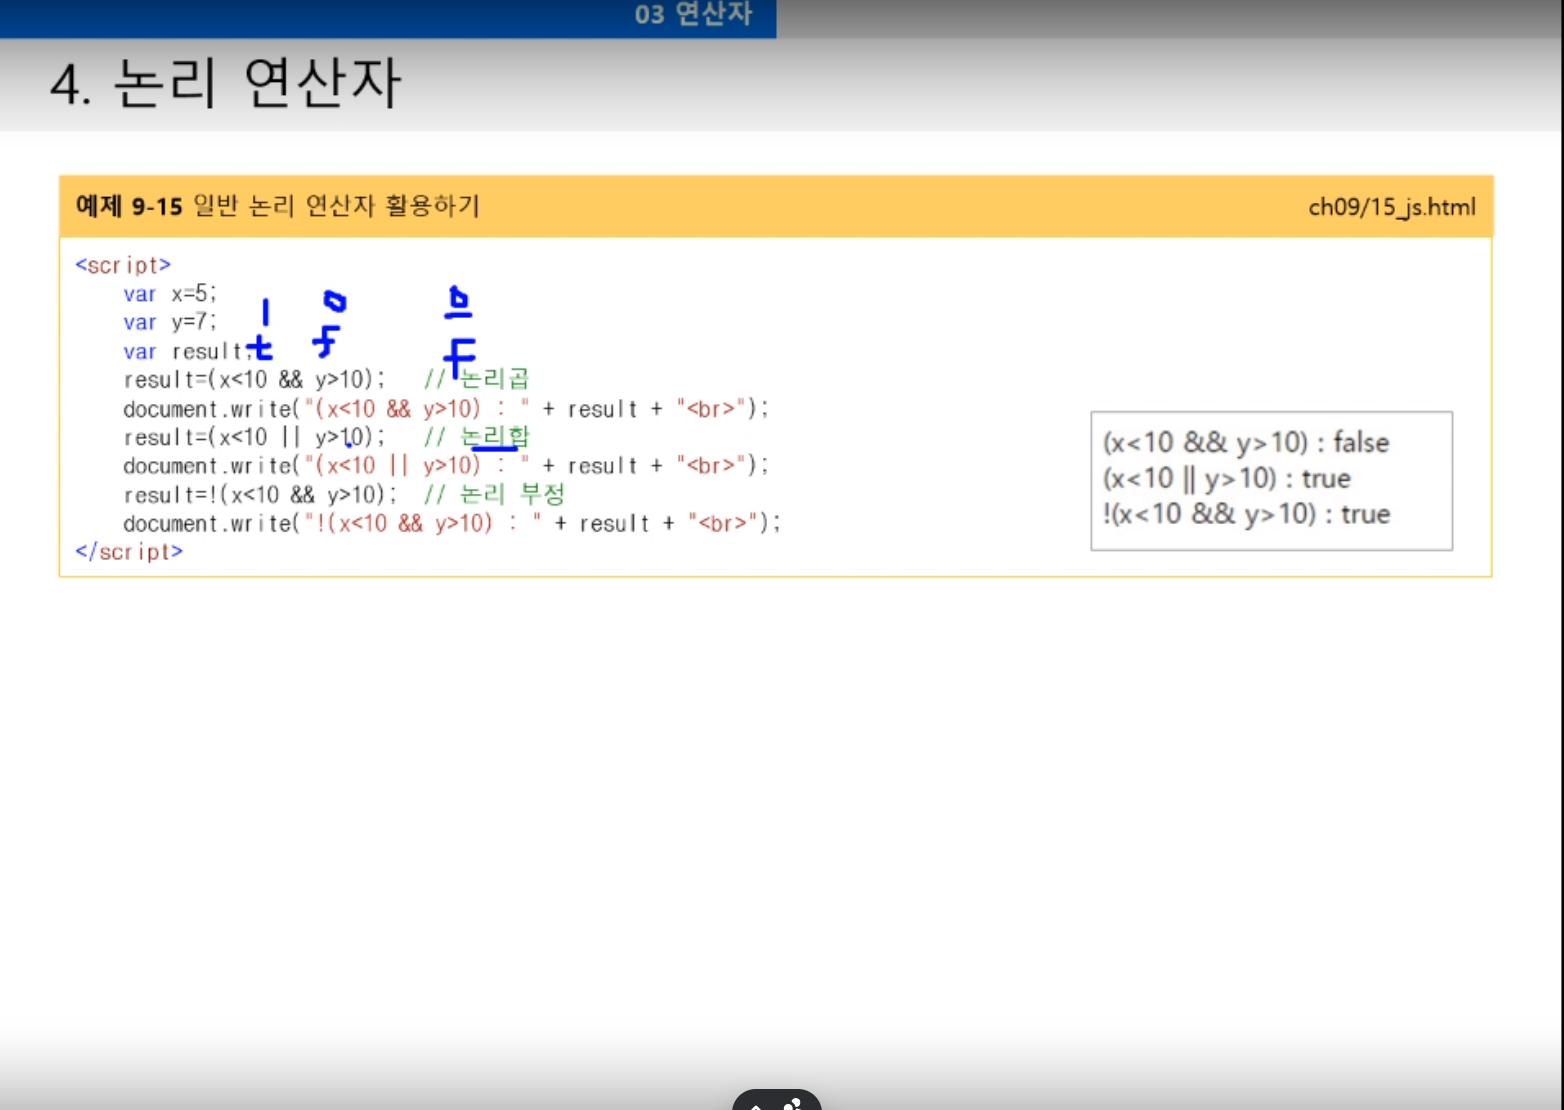 03 연산자
4. 논리 연산자
예제 9-15 일반 논리 연산자 활용하기 ch09/15_js.html
<script>
var x=5;
var y=7;
var result;
1 0 0
t f F
result=(x<10 && y>10); // 논리곱
document.write("(x<10 && y>10) : " + result + "<br>");
result=(x<10 || y>10); // 논리합
document.write("(x<10 || y>10) : " + result + "<br>");
result=!(x<10 && y>10); // 논리 부정
document.write("!(x<10 && y>10) : " + result + "<br>");
</script>
(x<10 && y>10) : false
(x<10 || y>10) : true
!(x<10 && y>10) : true